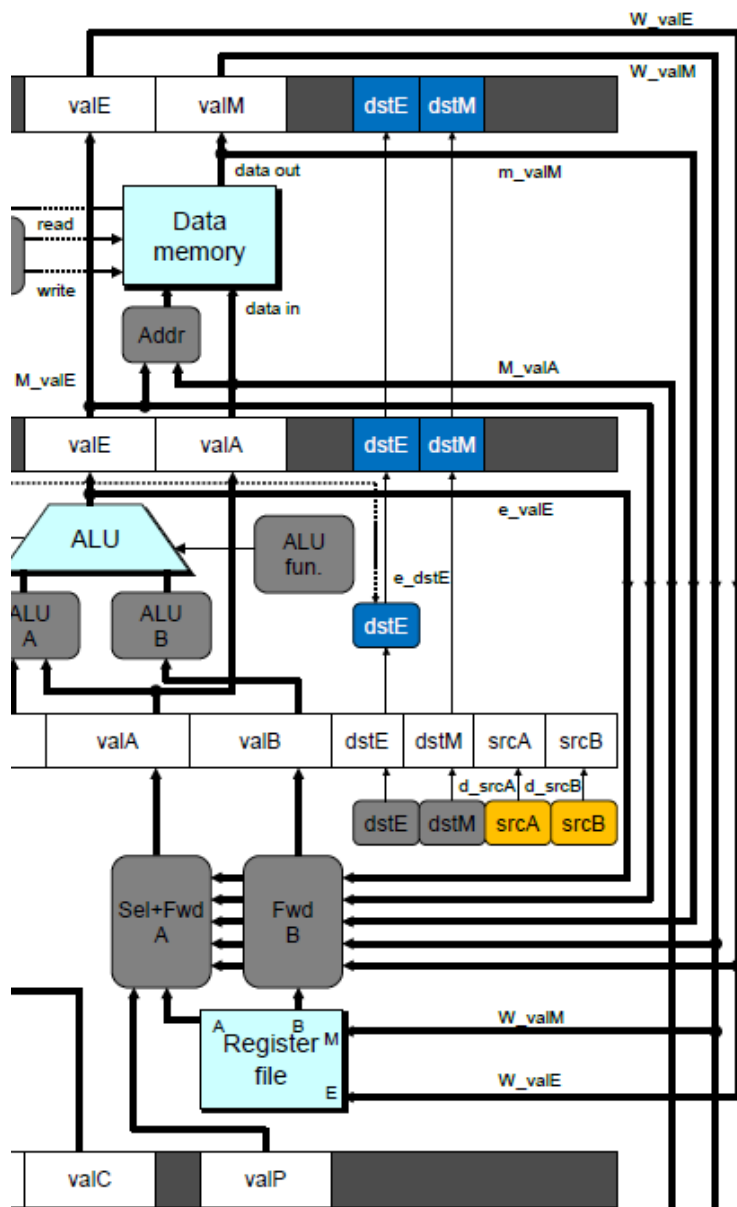 W_valE
W_valM
valE
valM
dstE
dstM
data out
m_valM
Data
memory
read
write
data in
Addr
M_valA
M_valE
valE
valA
dstE
dstM
e_valE
ALU
ALU
fun.
e_dstE
ALU
A
ALU
B
dstE
valA
valB
dstE
dstM
srcA
srcB
d_srcA
d_srcB
dstE
dstM
srcA
srcB
Sel+Fwd
A
Fwd
B
A
B
M
Register
file
E
W_valM
W_valE
valC
valP